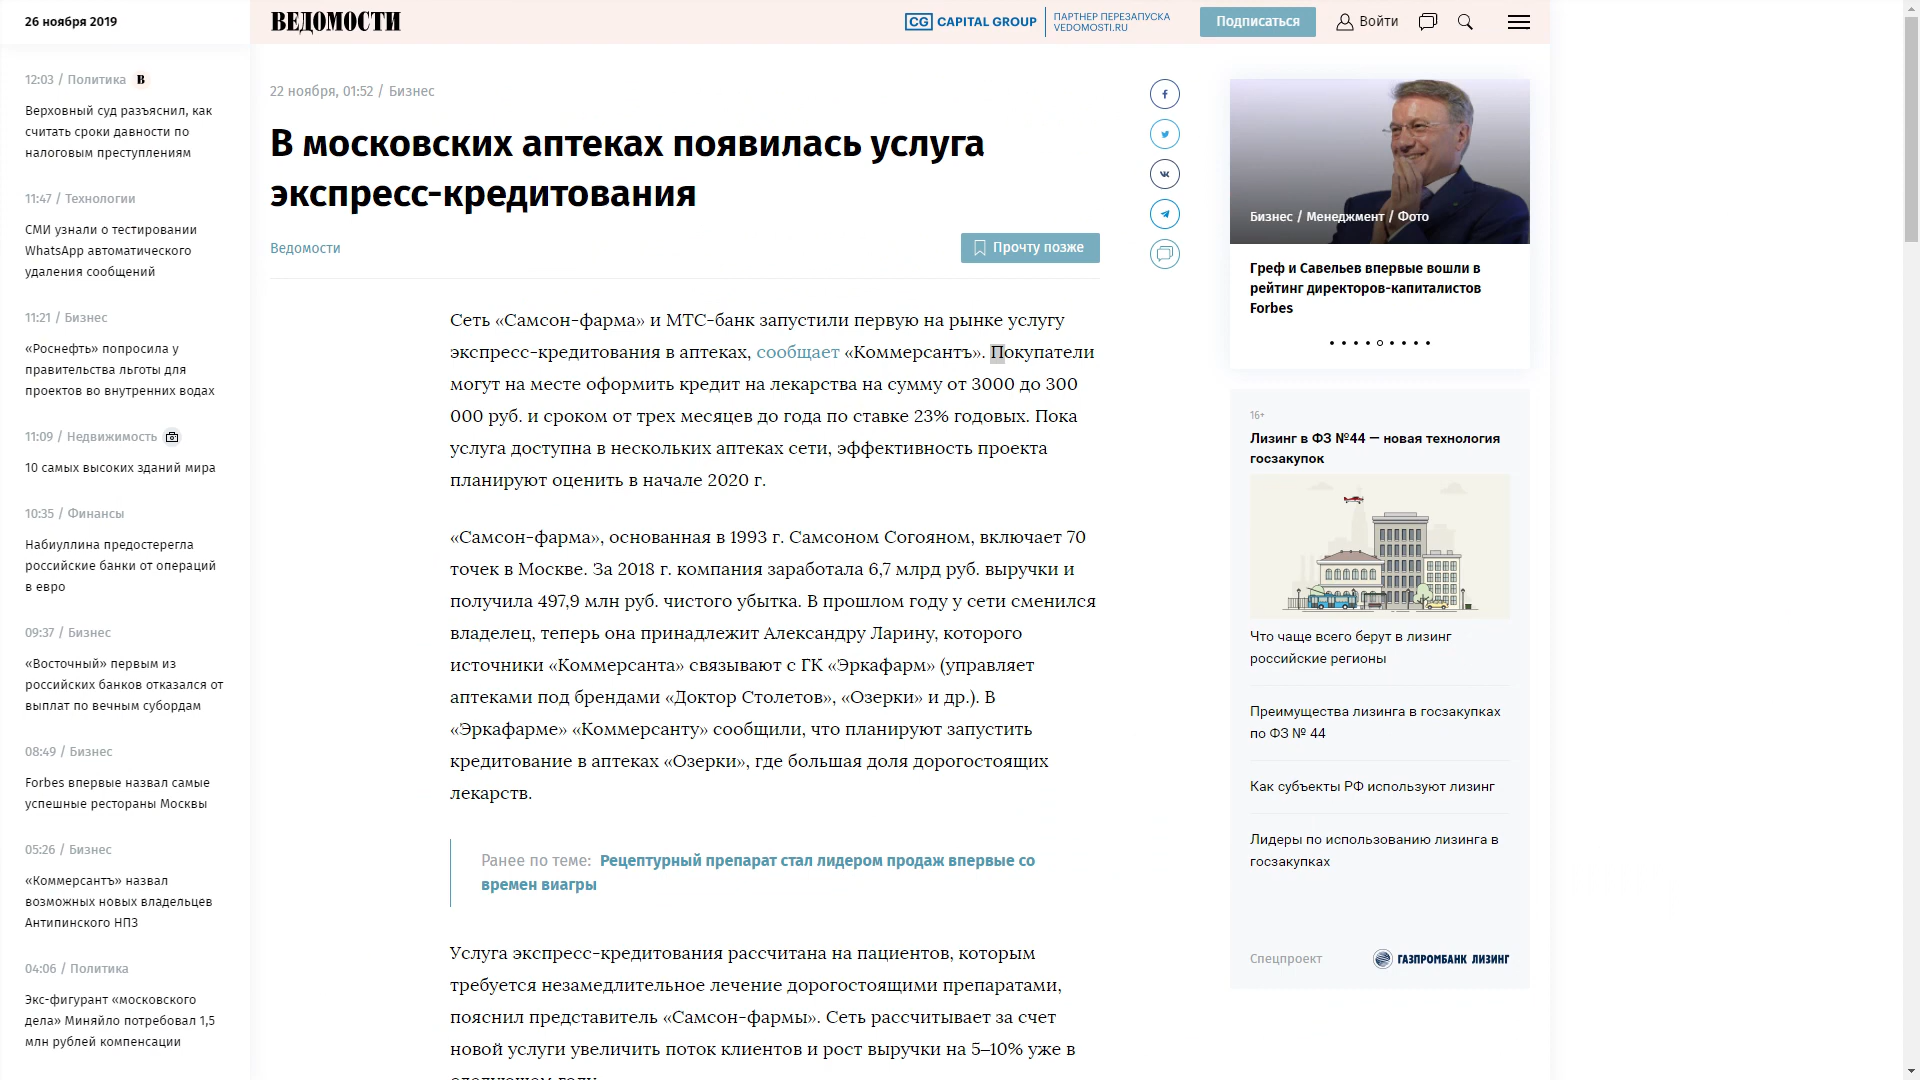 26 ноября 2019
ВЕДОМОСТИ
CG CAPITAL GROUP
ПАРТНЕР ПЕРЕЗАПУСКА
VEDOMOSTI.RU
Подписаться
Войти
12:03 / Политика В
Верховный суд разъяснил, как
считать сроки давности по
налоговым преступлениям
11:47 / Технологии
СМИ узнали о тестировании
WhatsApp автоматического
удаления сообщений
11:21 / Бизнес
«Роснефть» попросила у
правительства льготы для
проектов во внутренних водах
11:09 / Недвижимость
10 самых высоких зданий мира
10:35 / Финансы
Набиуллина предостерегла
российские банки от операций
в евро
09:37 / Бизнес
«Восточный» первым из
российских банков отказался от
выплат по вечным субордам
08:49 / Бизнес
Forbes впервые назвал самые
успешные рестораны Москвы
05:26 / Бизнес
«Коммерсантъ» назвал
возможных новых владельцев
Антипинского НПЗ
04:06 / Политика
Экс-фигурант «московского
дела» Миняйло потребовал 1,5
млн рублей компенсации
22 ноября, 01:52 / Бизнес
В московских аптеках появилась услуга
экспресс-кредитования
Ведомости
Прочту позже
Сеть «Самсон-фарма» и МТС-банк запустили первую на рынке услугу
экспресс-кредитования в аптеках, сообщает «Коммерсантъ». Покупатели
могут на месте оформить кредит на лекарства на сумму от 3000 до 300
000 руб. и сроком от трех месяцев до года по ставке 23% годовых. Пока
услуга доступна в нескольких аптеках сети, эффективность проекта
планируют оценить в начале 2020 г.
«Самсон-фарма», основанная в 1993 г. Самсоном Согояном, включает 70
точек в Москве. За 2018 г. компания заработала 6,7 млрд руб. выручки и
получила 497,9 млн руб. чистого убытка. В прошлом году у сети сменился
владелец, теперь она принадлежит Александру Ларину, которого
источники «Коммерсанта» связывают с ГК «Эркафарм» (управляет
аптеками под брендами «Доктор Столетов», «Озерки» и др.). В
«Эркафарме» «Коммерсанту» сообщили, что планируют запустить
кредитование в аптеках «Озерки», где большая доля дорогостоящих
лекарств.
Ранее по теме: Рецептурный препарат стал лидером продаж впервые со
времен виагры
Услуга экспресс-кредитования рассчитана на пациентов, которым
требуется незамедлительное лечение дорогостоящими препаратами,
пояснил представитель «Самсон-фармы». Сеть рассчитывает за счет
новой услуги увеличить поток клиентов и рост выручки на 5–10% уже в
следующем году.
Бизнес / Менеджмент / Фото
Греф и Савельев впервые вошли в
рейтинг директоров-капиталистов
Forbes
16+
Лизинг в ФЗ №44 — новая технология
госзакупок
Что чаще всего берут в лизинг
российские регионы
Преимущества лизинга в госзакупках
по ФЗ № 44
Как субъекты РФ используют лизинг
Лидеры по использованию лизинга в
госзакупках
Спецпроект
ГАЗПРОМБАНК ЛИЗИНГ